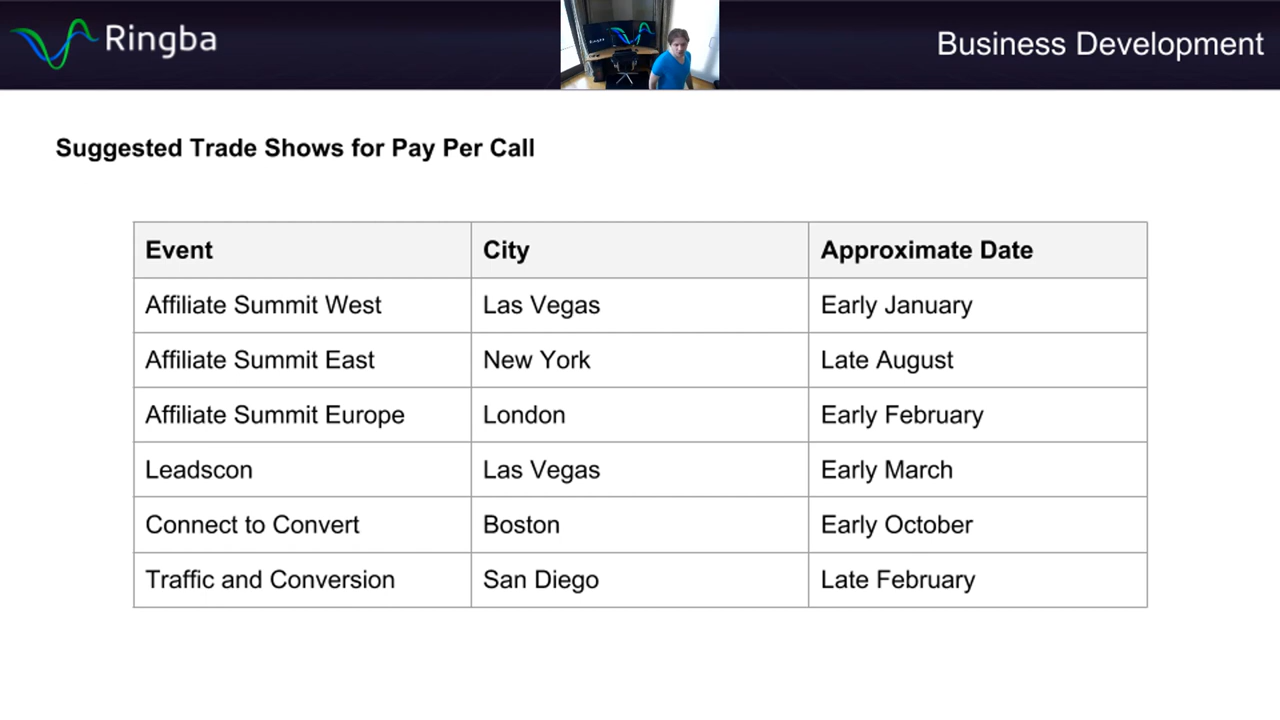 Ringba
Business Development
Suggested Trade Shows for Pay Per Call
Event City Approximate Date
Affiliate Summit West Las Vegas Early January
Affiliate Summit East New York Late August
Affiliate Summit Europe London Early February
Leadscon Las Vegas Early March
Connect to Convert Boston Early October
Traffic and Conversion San Diego Late February